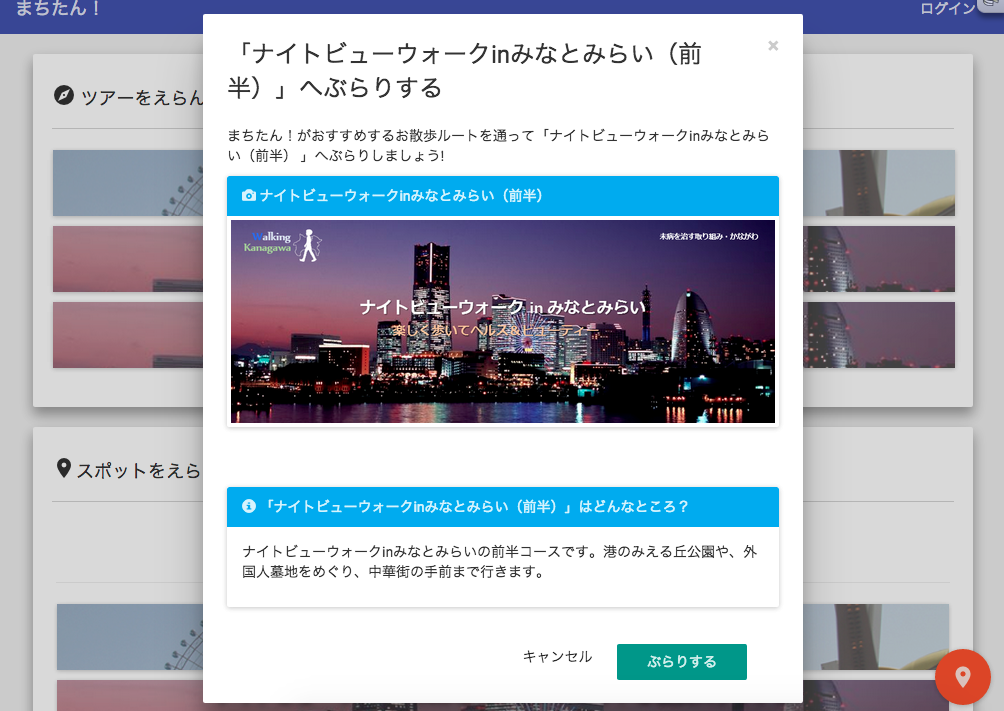 まちたん！
ログイン
「ナイトビューウォークinみなとみらい（前
半）」へぶらりする
×
ツアーをえらん
まちたん！がおすすめするお散歩ルートを通って「ナイトビューウォークinみなとみら
い（前半）」へぶらりしましょう!
ナイトビューウォークinみなとみらい（前半）
Walking
Kanagawa
未病を治す取り組み・かながわ
ナイトビューウォーク in みなとみらい
楽しく歩いてヘルス&ビューティー
スポットをえら
「ナイトビューウォークinみなとみらい（前半）」はどんなところ？
ナイトビューウォークinみなとみらいの前半コースです。港のみえる丘公園や、外
国人墓地をめぐり、中華街の手前まで行きます。
キャンセル
ぶらりする